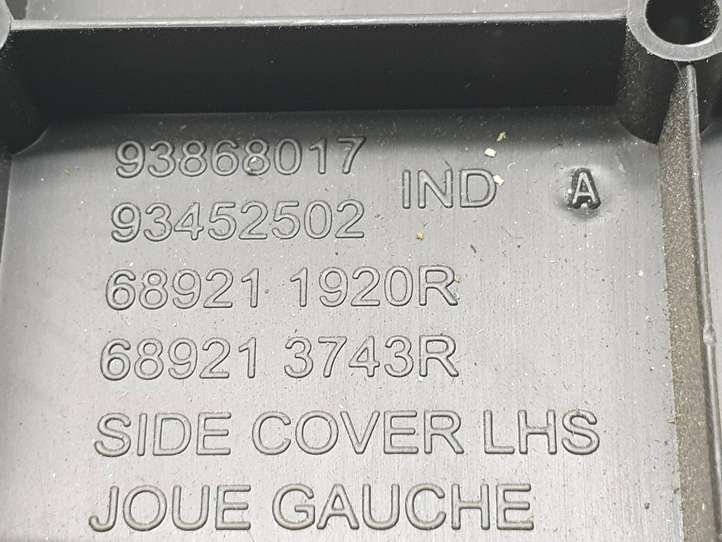 93868017
93452502 IND A
68921 1920R
68921 3743R
SIDE COVER LHS
JOUE GAUCHE